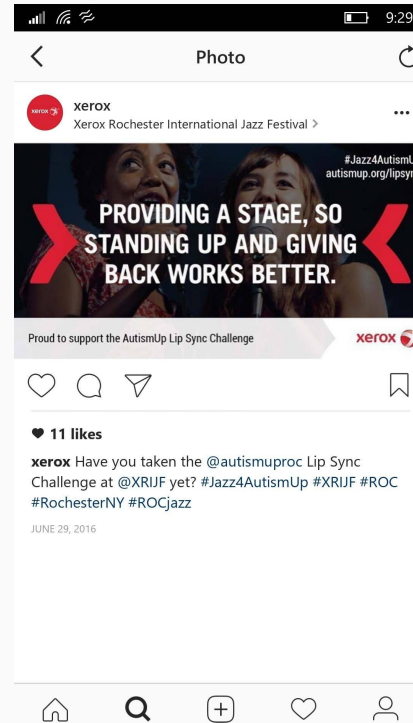 9:29
Photo
xerox
xerox
Xerox Rochester International Jazz Festival >
#Jazz4AutismU
autismup.org/lipsyn
PROVIDING A STAGE, SO
STANDING UP AND GIVING
BACK WORKS BETTER.
Proud to support the AutismUp Lip Sync Challenge
xerox
11 likes
xerox Have you taken the @autismuproc Lip Sync
Challenge at @XRIJF yet? #Jazz4AutismUp #XRIJF #ROC
#RochesterNY #ROCjazz
JUNE 29, 2016